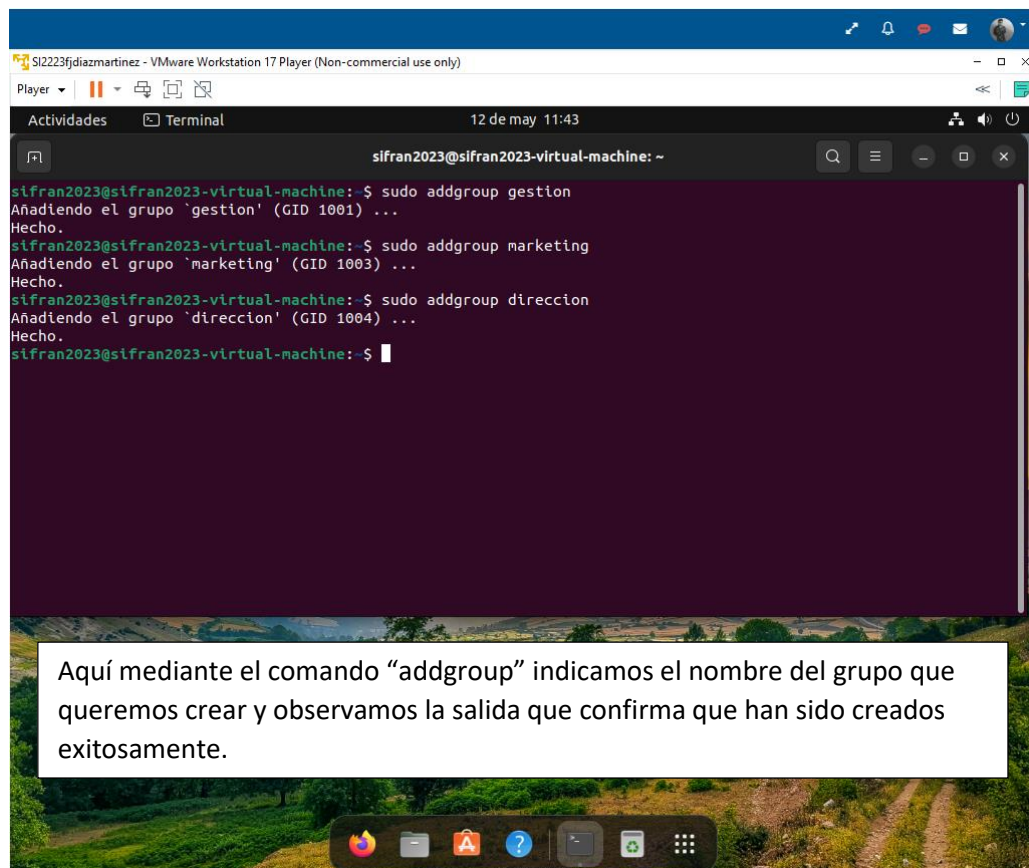 SI2223fjdiazmartinez - VMware Workstation 17 Player (Non-commercial use only)
Player
Actividades Terminal 12 de may 11:43
sifran2023@sifran2023-virtual-machine: ~
sifran2023@sifran2023-virtual-machine:~$ sudo addgroup gestion
Añadiendo el grupo `gestion' (GID 1001) ...
Hecho.
sifran2023@sifran2023-virtual-machine:~$ sudo addgroup marketing
Añadiendo el grupo `marketing' (GID 1003) ...
Hecho.
sifran2023@sifran2023-virtual-machine:~$ sudo addgroup direccion
Añadiendo el grupo `direccion' (GID 1004) ...
Hecho.
sifran2023@sifran2023-virtual-machine:~$
Aquí mediante el comando “addgroup” indicamos el nombre del grupo que
queremos crear y observamos la salida que confirma que han sido creados
exitosamente.